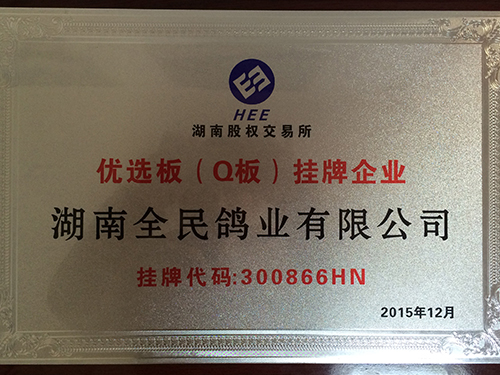 HEE
湖南股权交易所
优选板（Q板）挂牌企业
湖南全民鸽业有限公司
挂牌代码:300866HN
2015年12月